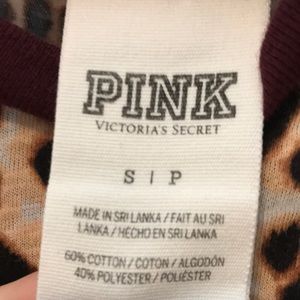 PINK
VICTORIA'S SECRET
S | P
MADE IN SRI LANKA / FAIT AU SRI
LANKA / HECHO EN SRI LANKA
60% COTTON / COTON / ALGODÓN
40% POLYESTER / POLIÉSTER